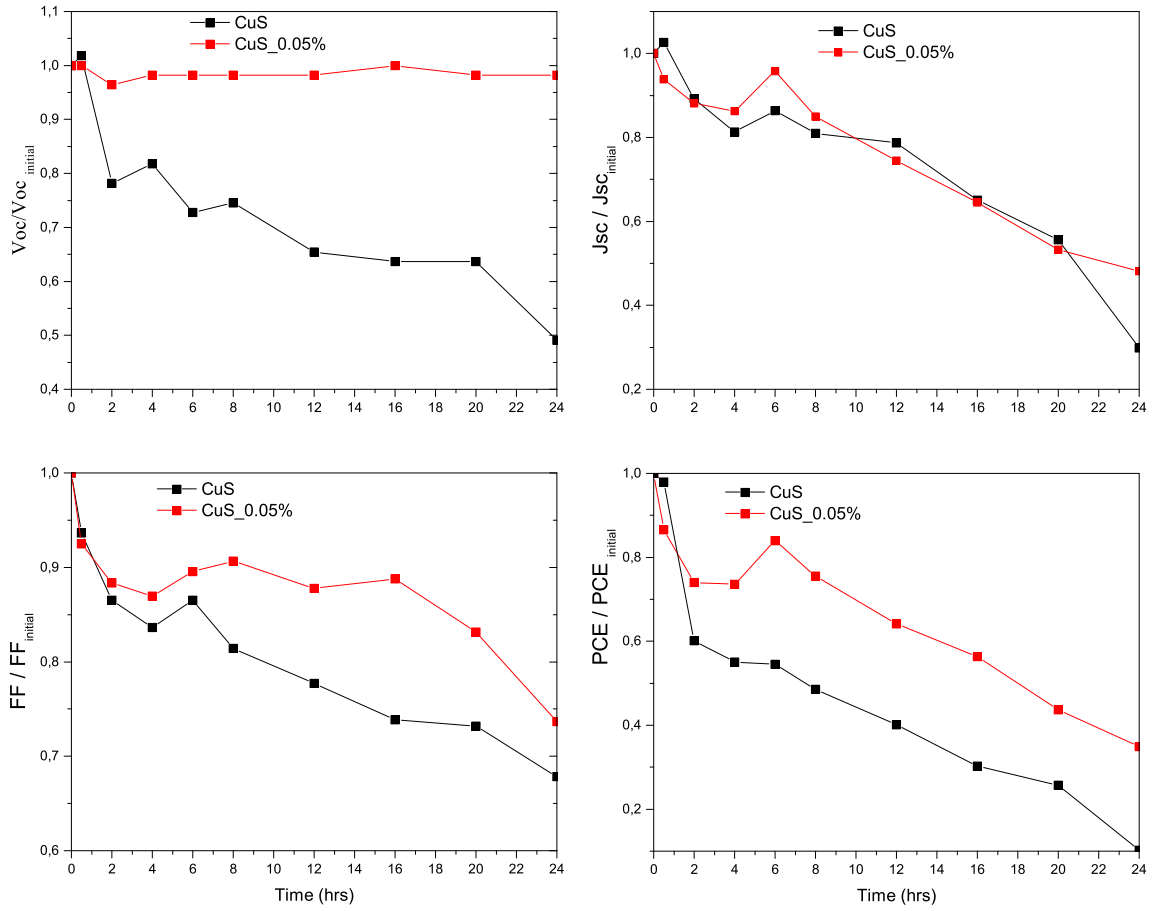 CuS
CuS_0.05%
1,1
1,0
0,9
0,8
0,7
0,6
0,5
0,4
Voc/Voc initial
0 2 4 6 8 10 12 14 16 18 20 22 24
CuS
CuS_0.05%
1,0
0,8
0,6
0,4
0,2
Jsc / Jsc initial
0 2 4 6 8 10 12 14 16 18 20 22 24
CuS
CuS_0.05%
1,0
0,9
0,8
0,7
0,6
FF / FF initial
0 2 4 6 8 10 12 14 16 18 20 22 24
Time (hrs)
CuS
CuS_0.05%
1,0
0,8
0,6
0,4
0,2
PCE / PCE initial
0 2 4 6 8 10 12 14 16 18 20 22 24
Time (hrs)